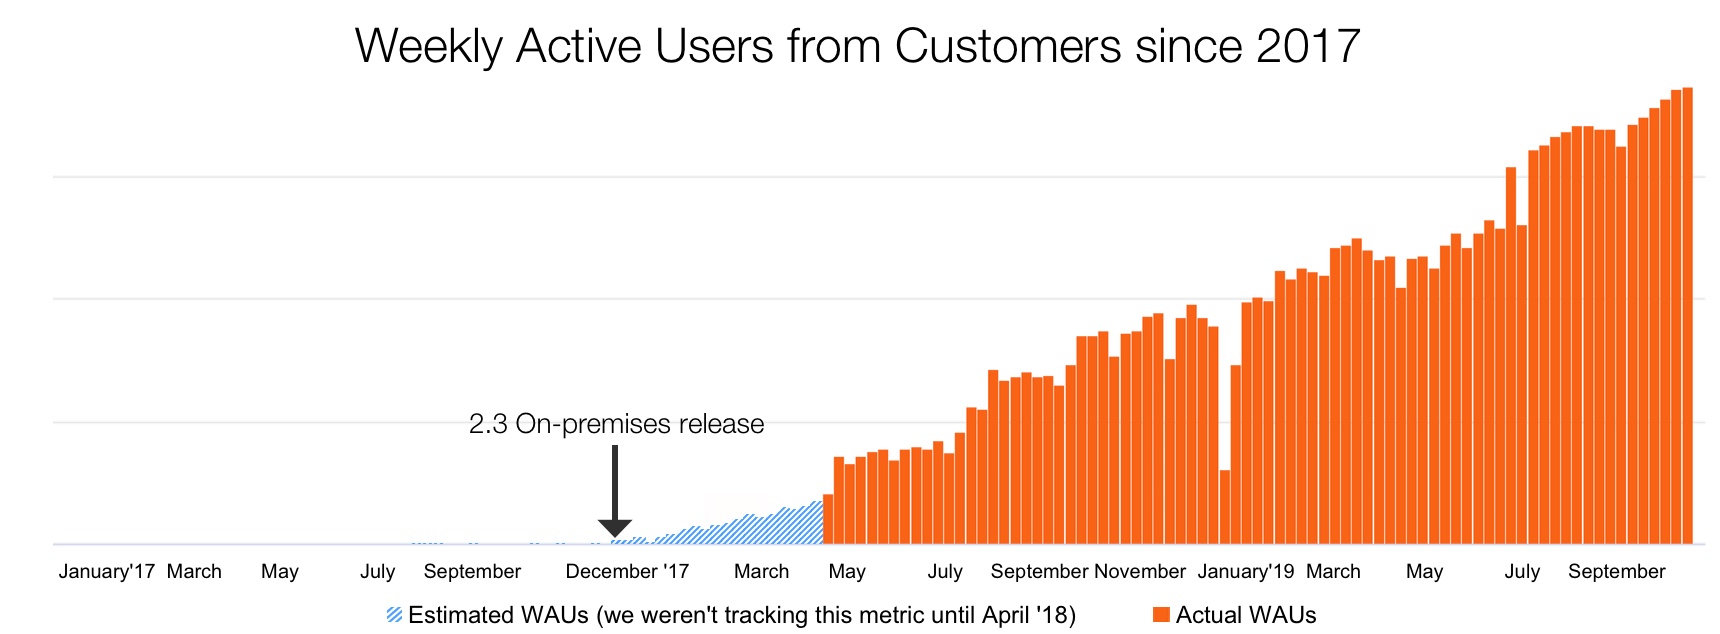 Weekly Active Users from Customers since 2017
2.3 On-premises release
January'17 March May July September December '17 March May July September November January'19 March May July September
Estimated WAUs (we weren't tracking this metric until April '18) Actual WAUs